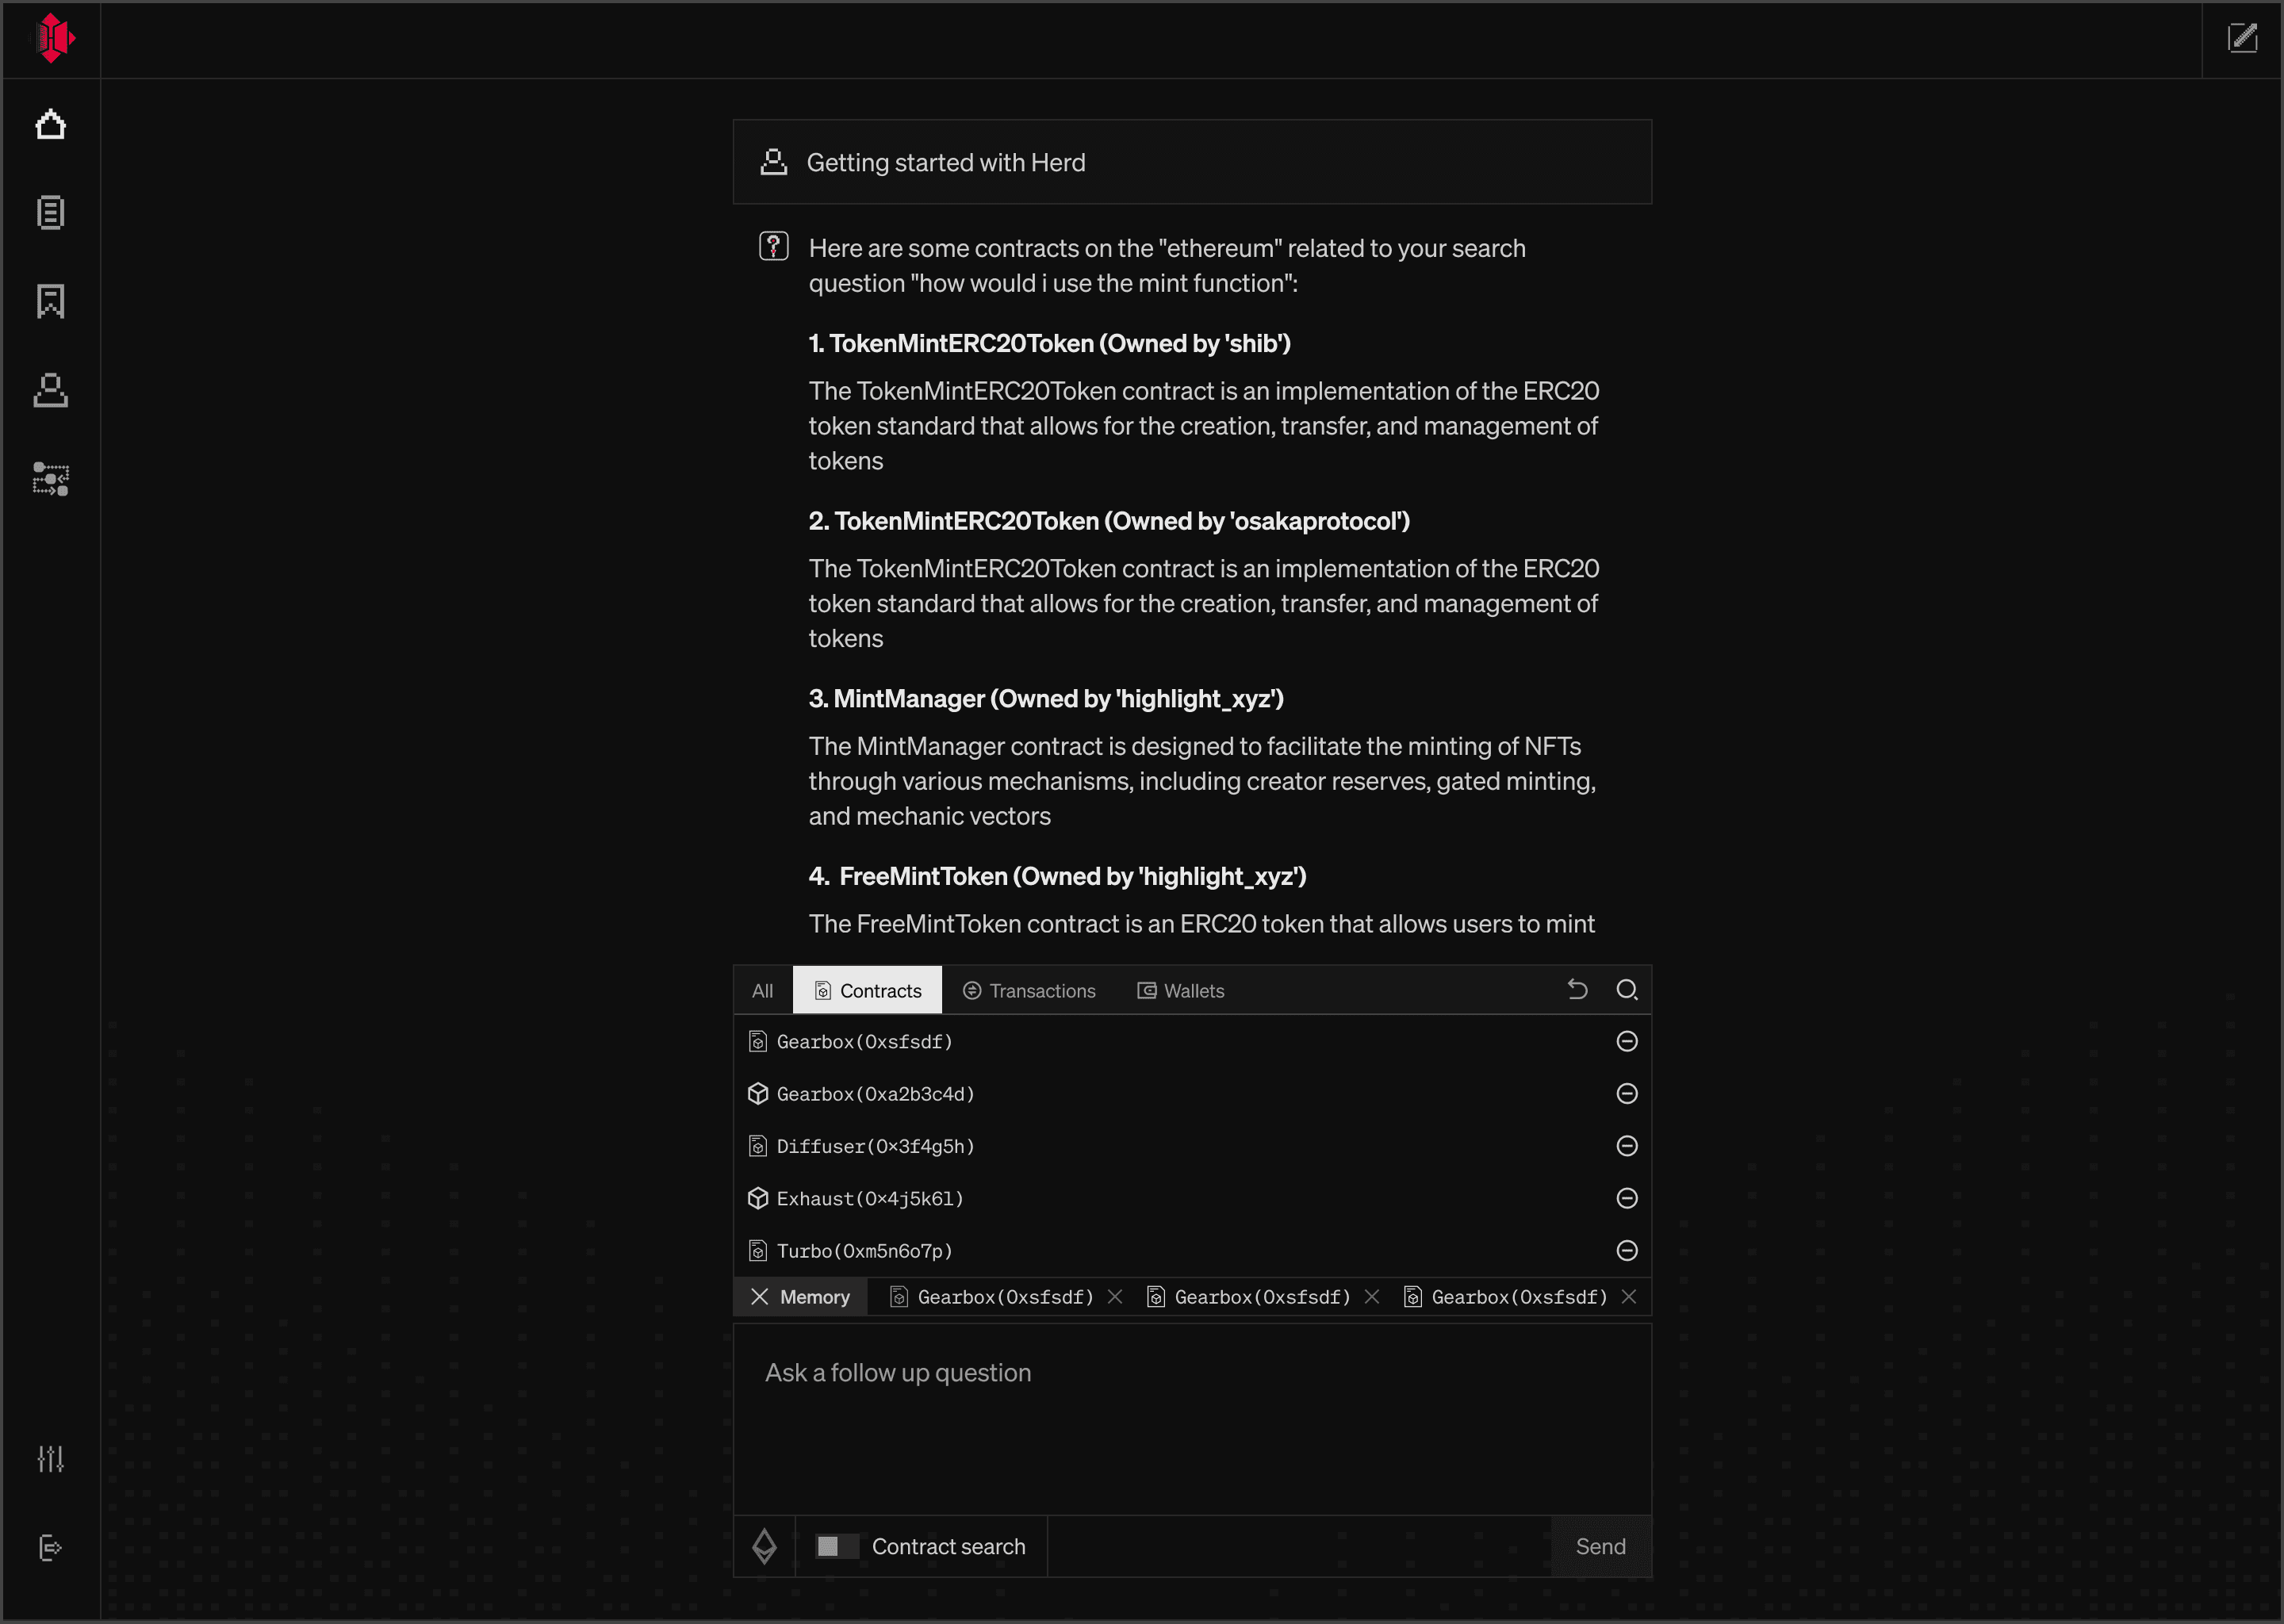 Getting started with Herd
Here are some contracts on the "ethereum" related to your search
question "how would i use the mint function":
1. TokenMintERC20Token (Owned by 'shib')
The TokenMintERC20Token contract is an implementation of the ERC20
token standard that allows for the creation, transfer, and management of
tokens
2. TokenMintERC20Token (Owned by 'osakaprotocol')
The TokenMintERC20Token contract is an implementation of the ERC20
token standard that allows for the creation, transfer, and management of
tokens
3. MintManager (Owned by 'highlight_xyz')
The MintManager contract is designed to facilitate the minting of NFTs
through various mechanisms, including creator reserves, gated minting,
and mechanic vectors
4. FreeMintToken (Owned by 'highlight_xyz')
The FreeMintToken contract is an ERC20 token that allows users to mint
All Contracts Transactions Wallets
Gearbox(0xsfsdf)
Gearbox(0xa2b3c4d)
Diffuser(0×3f4g5h)
Exhaust(0×4j5k6l)
Turbo(0xm5n6o7p)
Memory Gearbox(0xsfsdf) Gearbox(0xsfsdf) Gearbox(0xsfsdf)
Ask a follow up question
Contract search Send